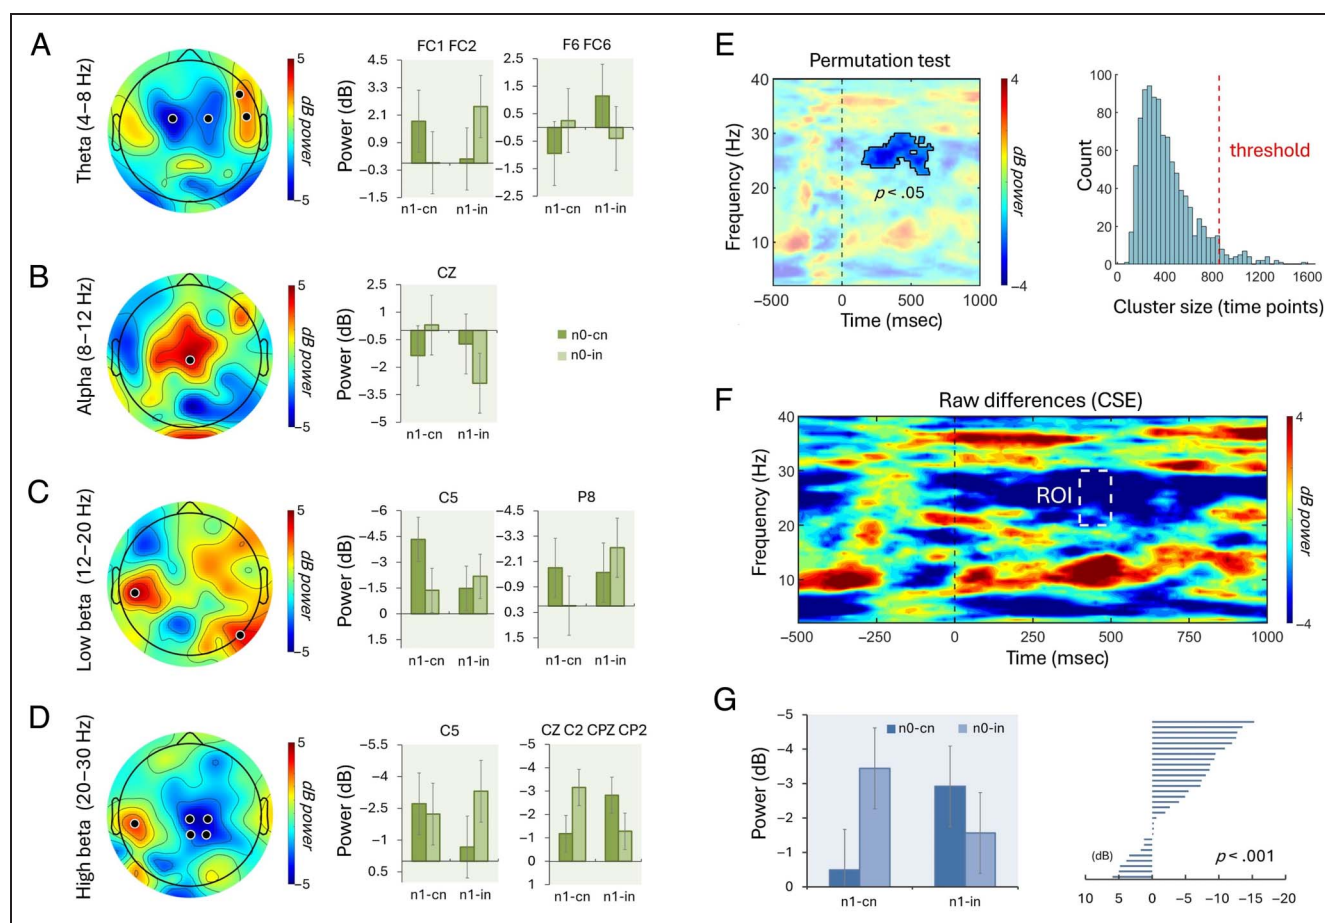 A
Theta (4–8 Hz)
5
–5
dB power
FC1 FC2
Power (dB)
4.5
3.3
2.1
0.9
–0.3
–1.5
n1-cn n1-in
F6 FC6
2.5
1.5
0.5
–0.5
–1.5
–2.5
n1-cn n1-in
B
Alpha (8–12 Hz)
5
–5
dB power
CZ
Power (dB)
2.5
1
–0.5
–2
–3.5
–5
n1-cn n1-in
n0-cn
n0-in
C
Low beta (12–20 Hz)
5
–5
dB power
C5
Power (dB)
–6
–4.5
–3
–1.5
0
1.5
n1-cn n1-in
P8
–4.5
–3.3
–2.1
–0.9
0.3
1.5
n1-cn n1-in
D
High beta (20–30 Hz)
5
–5
dB power
C5
Power (dB)
–5.5
–4
–2.5
–1
0.5
n1-cn n1-in
CZ C2 CPZ CP2
–5
–4
–3
–2
–1
0
1
n1-cn n1-in
E
Permutation test
Frequency (Hz)
40
30
20
10
p < .05
–500 0 500 1000
Time (msec)
4
–4
dB power
Count
100
80
60
40
20
0
threshold
0 400 800 1200 1600
Cluster size (time points)
F
Raw differences (CSE)
Frequency (Hz)
40
30
20
10
ROI
–500 –250 0 250 500 750 1000
Time (msec)
4
–4
dB power
G
Power (dB)
–5
–4
–3
–2
–1
0
n0-cn n0-in
n1-cn n1-in
(dB)
p < .001
10 5 0 –5 –10 –15 –20